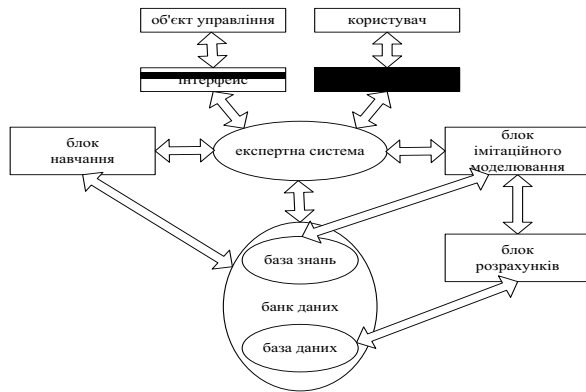 об'єкт управління
користувач
інтерфейс
блок
навчання
експертна система
блок
імітаційного
моделювання
база знань
блок
розрахунків
банк даних
база даних